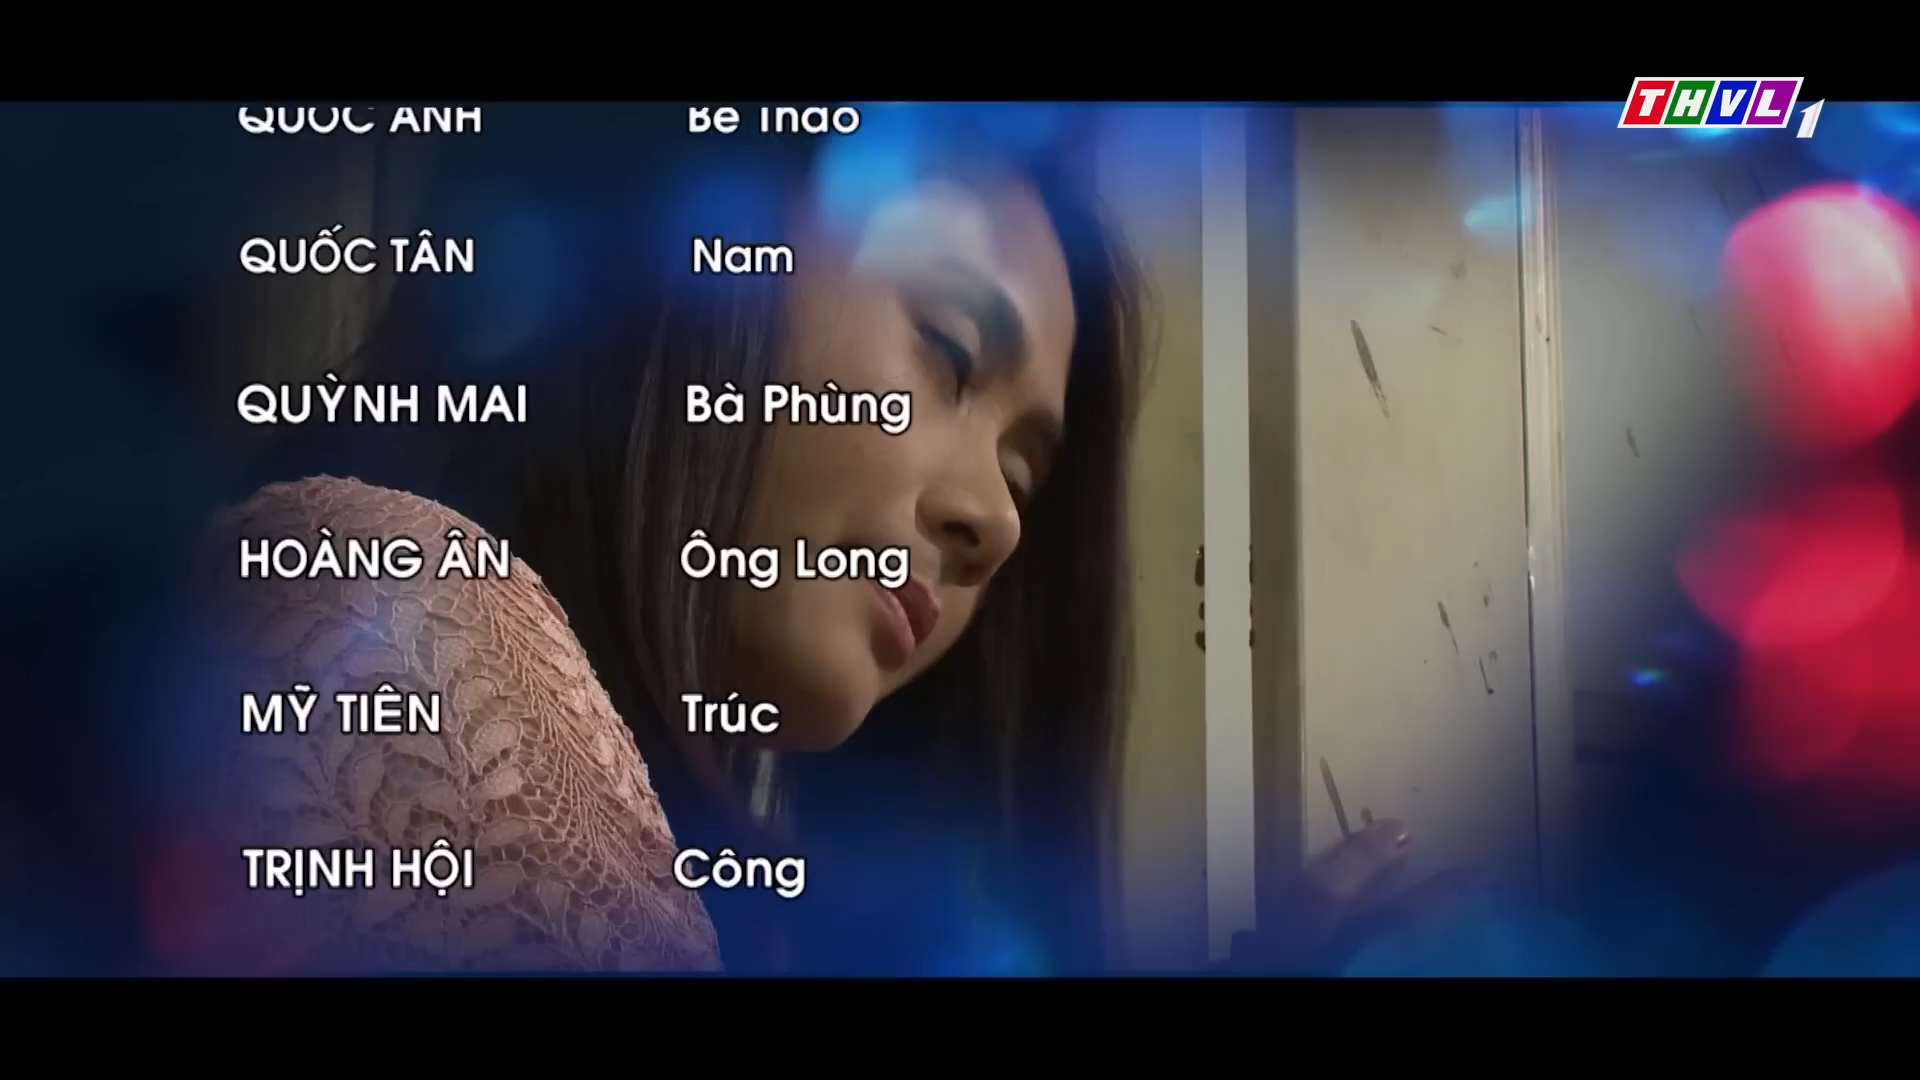 THVL1
QUỐC TÂN Nam
QUỲNH MAI Bà Phùng
HOÀNG ÂN Ông Long
MỸ TIÊN Trúc
TRỊNH HỘI Công